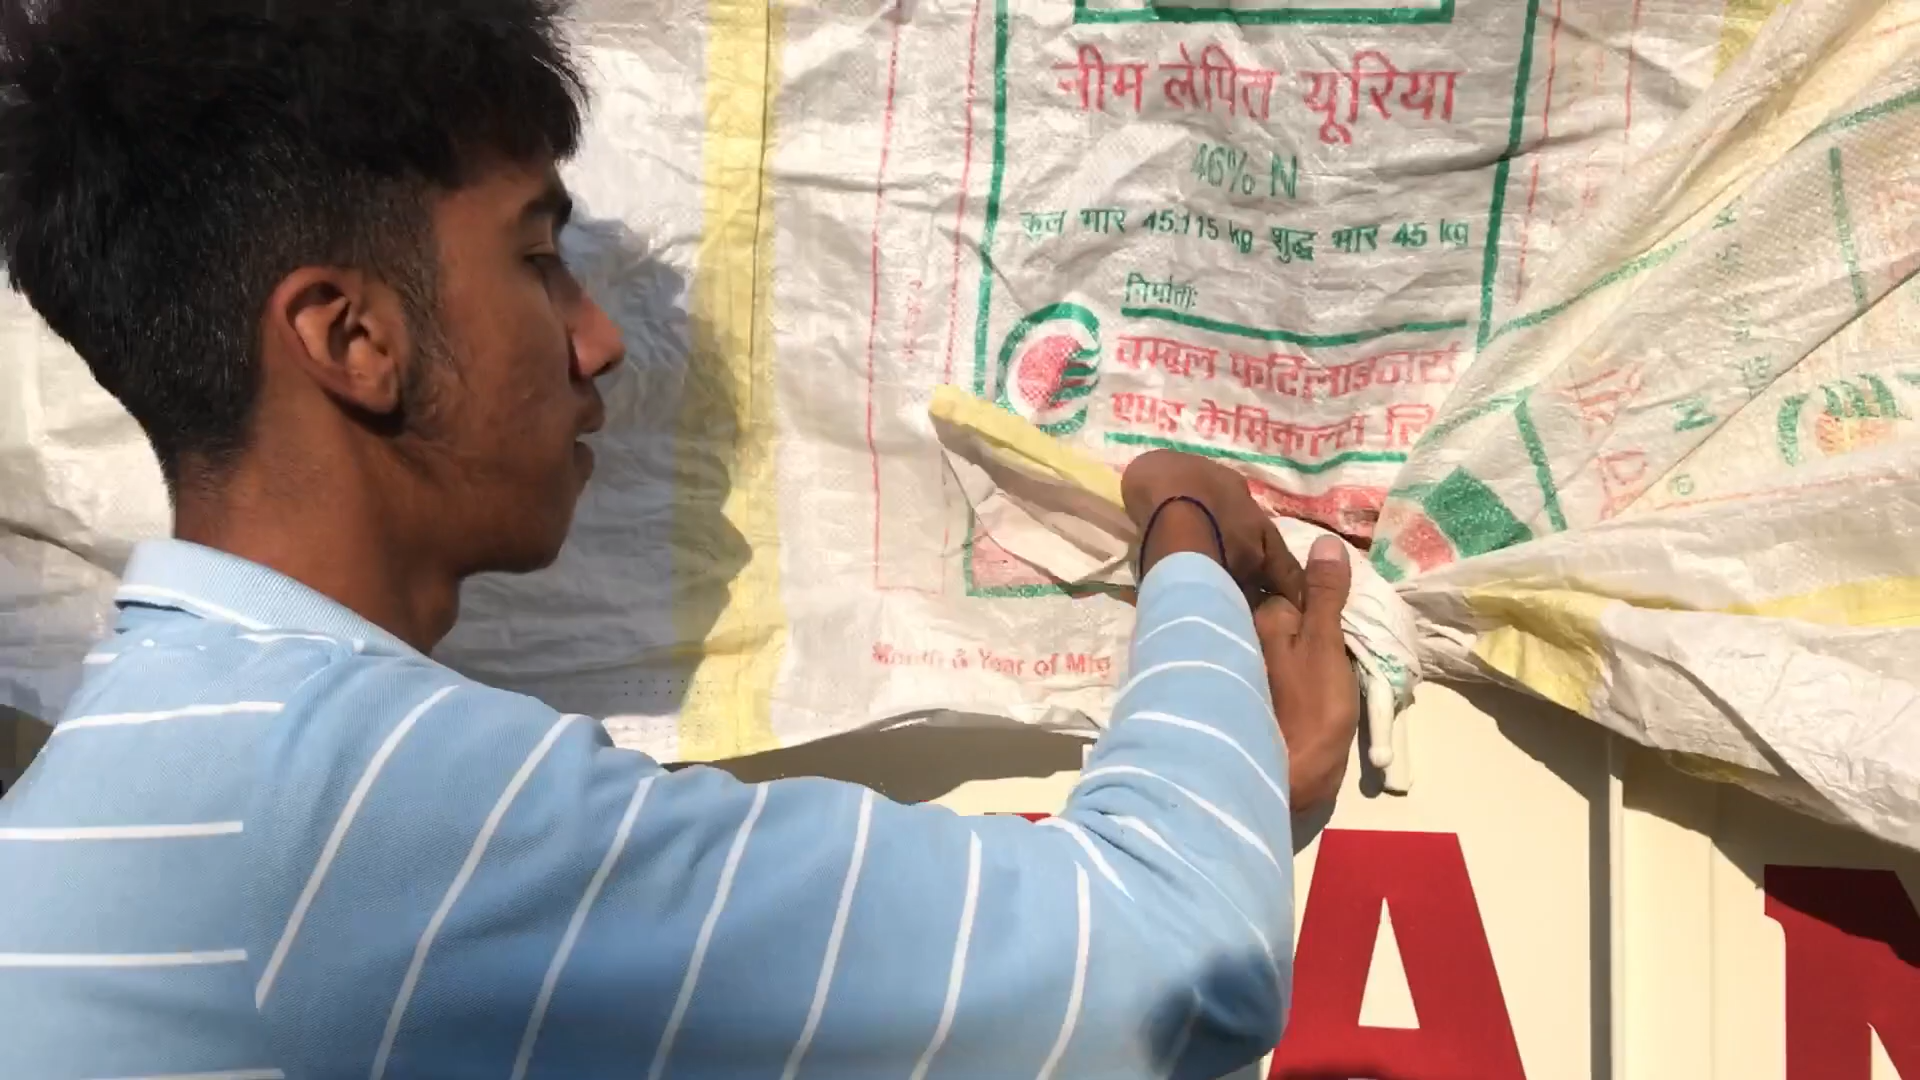 नीम लेपित यूरिया
46% N
कुल भार 45.115 kg शुद्ध भार 45 kg
निर्माता:
चम्बल फर्टिलाइजर्स
एण्ड केमिकल्स लि
Month & Year of Mfg
A